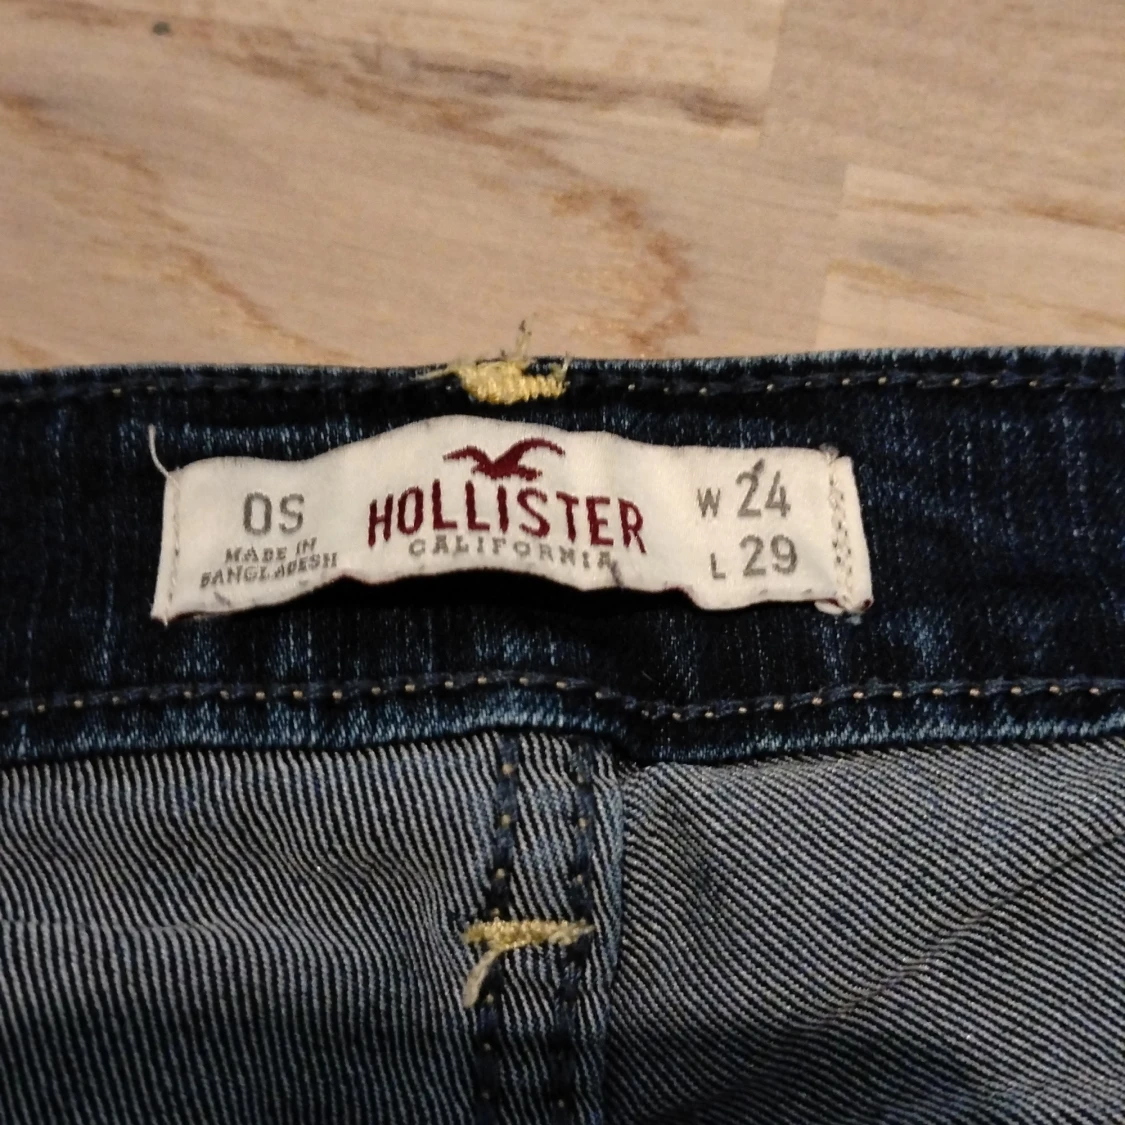 0S
MADE IN
BANGLADESH
HOLLISTER
CALIFORNIA
W 24
L 29